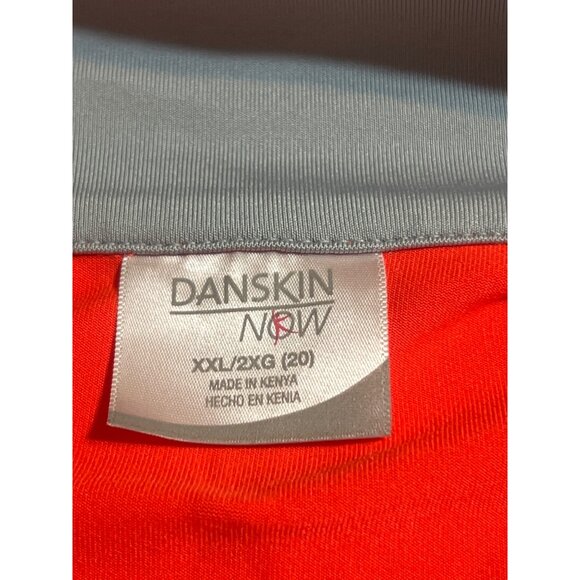 DANSKIN
NOW
XXL/2XG (20)
MADE IN KENYA
HECHO EN KENIA